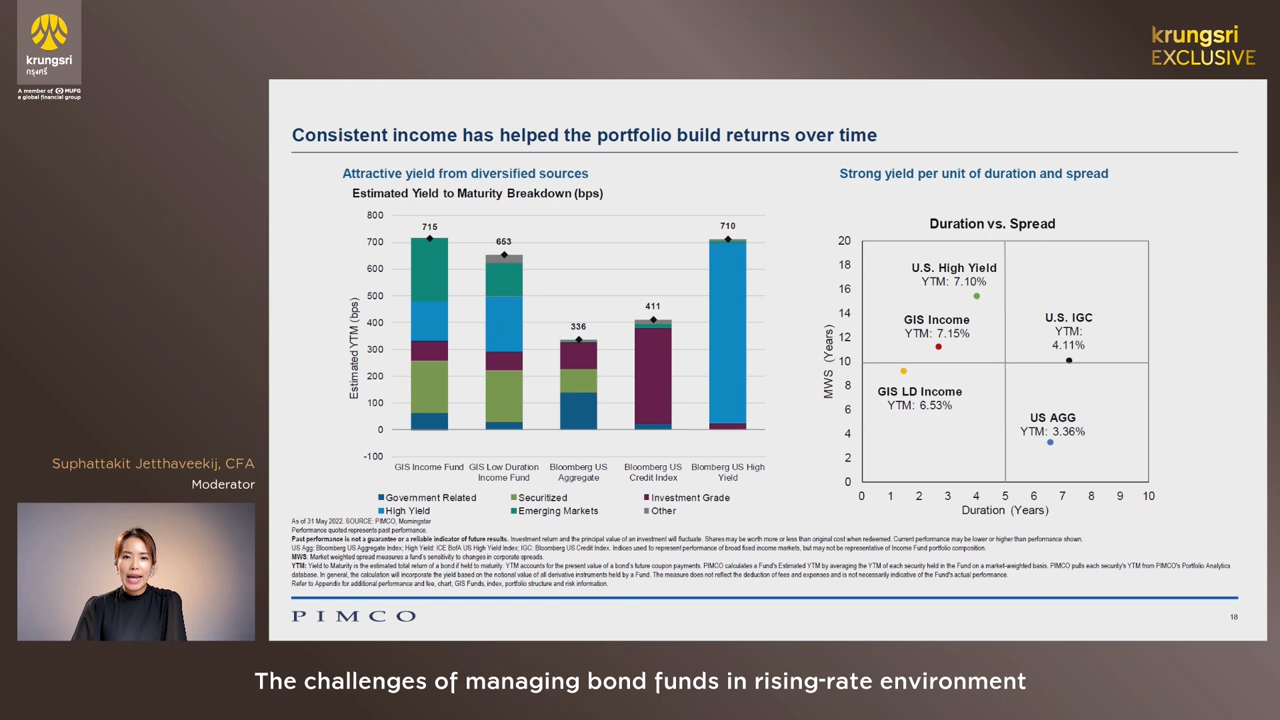 krungsri
กรุงศรี
A member of MUFG
a global financial group
krungsri
EXCLUSIVE
Consistent income has helped the portfolio build returns over time
Attractive yield from diversified sources
Strong yield per unit of duration and spread
Estimated Yield to Maturity Breakdown (bps)
Estimated YTM (bps)
800
700
600
500
400
300
200
100
0
-100
715
653
336
411
710
GIS Income Fund
GIS Low Duration
Income Fund
Bloomberg US
Aggregate
Bloomberg US
Credit Index
Blomberg US High
Yield
Government Related
Securitized
Investment Grade
High Yield
Emerging Markets
Other
Duration vs. Spread
MWS (Years)
20
18
16
14
12
10
8
6
4
2
0
U.S. High Yield
YTM: 7.10%
GIS Income
YTM: 7.15%
U.S. IGC
YTM:
4.11%
GIS LD Income
YTM: 6.53%
US AGG
YTM: 3.36%
0 1 2 3 4 5 6 7 8 9 10
Duration (Years)
As of 31 May 2022. SOURCE: PIMCO, Morningster
Performance quoted represents past performance.
Past performance is not a guarantee or a reliable indicator of future results. Investment return and the principal value of an investment will fluctuate. Shares may be worth more or less than original cost when redeemed. Current performance may be lower or higher than performance shown.
US Agg: Bloomberg US Aggregate Index; High Yield: ICE BofA US High Yield Index; IGC: Bloomberg US Credit Index. Indices used to represent performance of broad fixed income markets, but may not be representative of Income Fund portfolio composition.
MWS: Market weighted spread measures a fund's sensitivity to changes in corporate spreads.
YTM: Yield to Maturity is the estimated total return of a bond if held to maturity. YTM accounts for the present value of a bond's future coupon payments. PIMCO calculates a Fund's Estimated YTM by averaging the YTM of each security held in the Fund on a market-weighted basis. PIMCO pulls each security's YTM from PIMCO's Portfolio Analytics
database. In general, the calculation will incorporate the yield based on the notional value of all derivative instruments held by a Fund. The measure does not reflect the deduction of fees and expenses and is not necessarily indicative of the Fund's actual performance.
Refer to Appendix for additional performance and fee, chart, GIS Funds, index, portfolio structure and risk information.
PIMCO
18
Suphattakit Jetthaveekij, CFA
Moderator
The challenges of managing bond funds in rising-rate environment